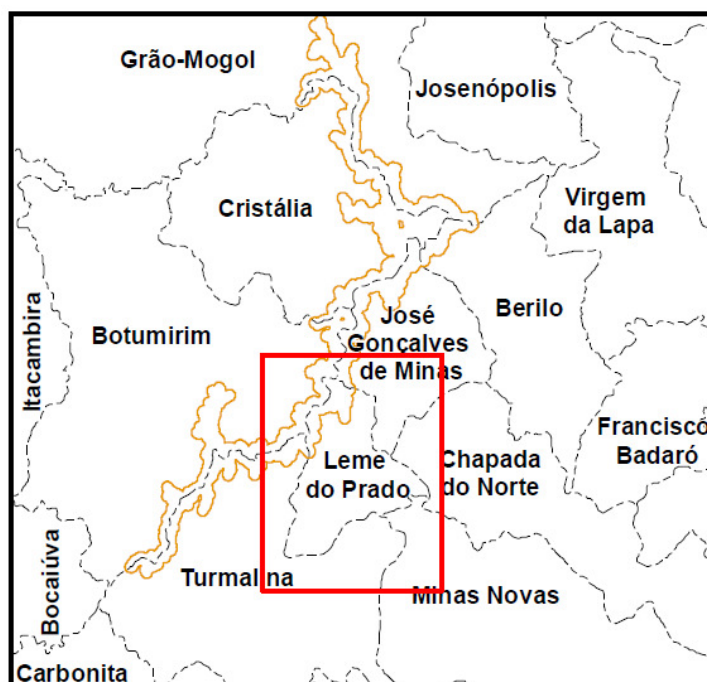 Grão-Mogol
Josenópolis
Cristália
Virgem
da Lapa
Itacambira
Botumirim
José
Gonçalves
de Minas
Berilo
Francisco
Badaró
Leme
do Prado
Chapada
do Norte
Bocaiúva
Turmalina
Minas Novas
Carbonita